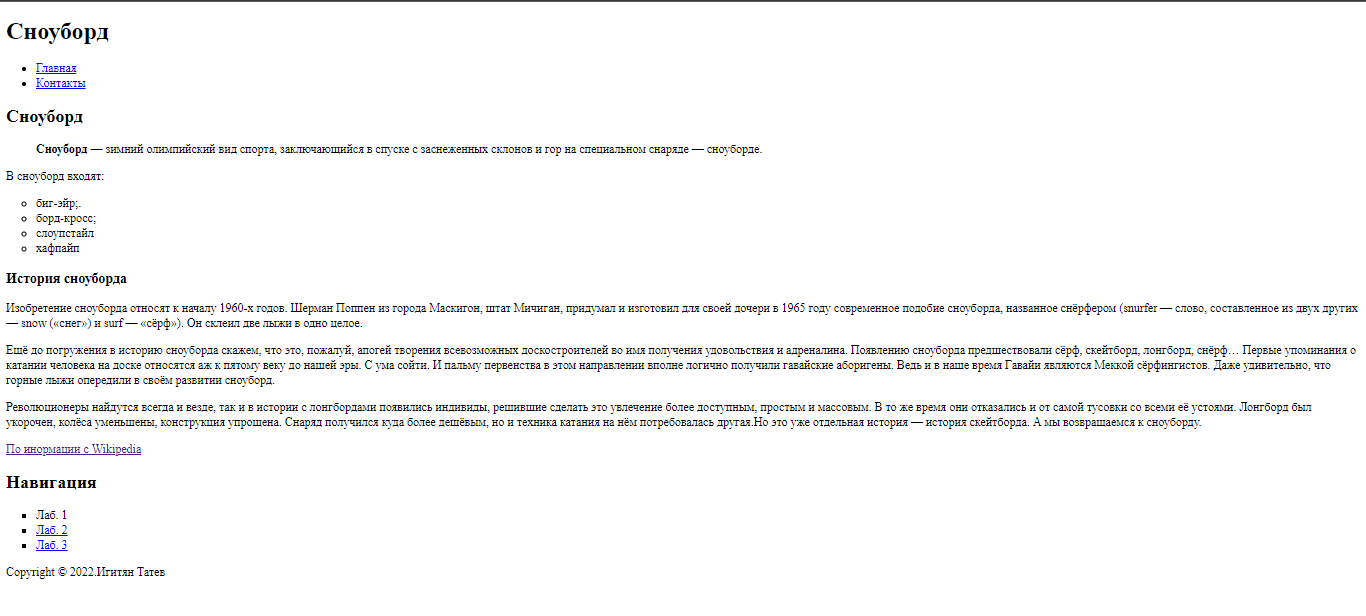 Сноуборд
Главная
Контакты
Сноуборд
Сноуборд — зимний олимпийский вид спорта, заключающийся в спуске с заснеженных склонов и гор на специальном снаряде — сноуборде.
В сноуборд входят:
биг-эйр;.
борд-кросс;
слоупстайл
хафпайп
История сноуборда
Изобретение сноуборда относят к началу 1960-х годов. Шерман Поппен из города Маскигон, штат Мичиган, придумал и изготовил для своей дочери в 1965 году современное подобие сноуборда, названное снёрфером (snurfer — слово, составленное из двух других
— snow («снег») и surf — «сёрф»). Он склеил две лыжи в одно целое.
Ещё до погружения в историю сноуборда скажем, что это, пожалуй, апогей творения всевозможных доскостроителей во имя получения удовольствия и адреналина. Появлению сноуборда предшествовали сёрф, скейтборд, лонгборд, снёрф… Первые упоминания о
катании человека на доске относятся аж к пятому веку до нашей эры. С ума сойти. И пальму первенства в этом направлении вполне логично получили гавайские аборигены. Ведь и в наше время Гавайи являются Меккой сёрфингистов. Даже удивительно, что
горные лыжи опередили в своём развитии сноуборд.
Революционеры найдутся всегда и везде, так и в истории с лонгбордами появились индивиды, решившие сделать это увлечение более доступным, простым и массовым. В то же время они отказались и от самой тусовки со всеми её устоями. Лонгборд был
укорочен, колёса уменьшены, конструкция упрощена. Снаряд получился куда более дешёвым, но и техника катания на нём потребовалась другая.Но это уже отдельная история — история скейтборда. А мы возвращаемся к сноуборду.
По инормации с Wikipedia
Навигация
Лаб. 1
Лаб. 2
Лаб. 3
Copyright © 2022.Игитян Татев